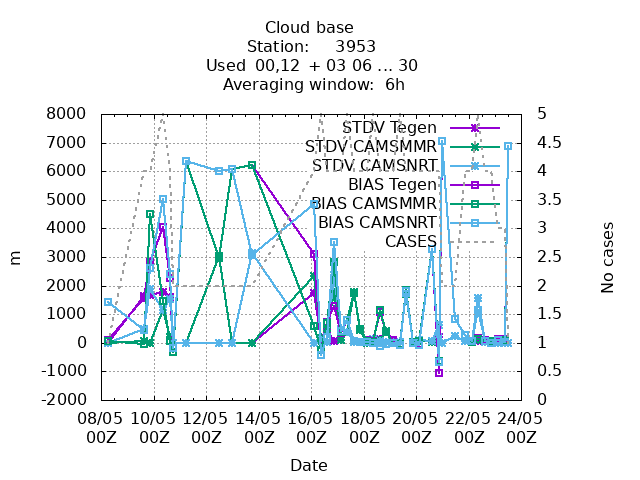 Cloud base
Station: 3953
Used 00,12 + 03 06 ... 30
Averaging window: 6h
8000
7000
6000
5000
4000
3000
2000
1000
0
-1000
-2000
m
5
4.5
4
3.5
3
2.5
2
1.5
1
0.5
0
No cases
STDV Tegen
STDV CAMSMMR
STDV CAMSNRT
BIAS Tegen
BIAS CAMSMMR
BIAS CAMSNRT
CASES
08/05 10/05 12/05 14/05 16/05 18/05 20/05 22/05 24/05
00Z 00Z 00Z 00Z 00Z 00Z 00Z 00Z 00Z
Date